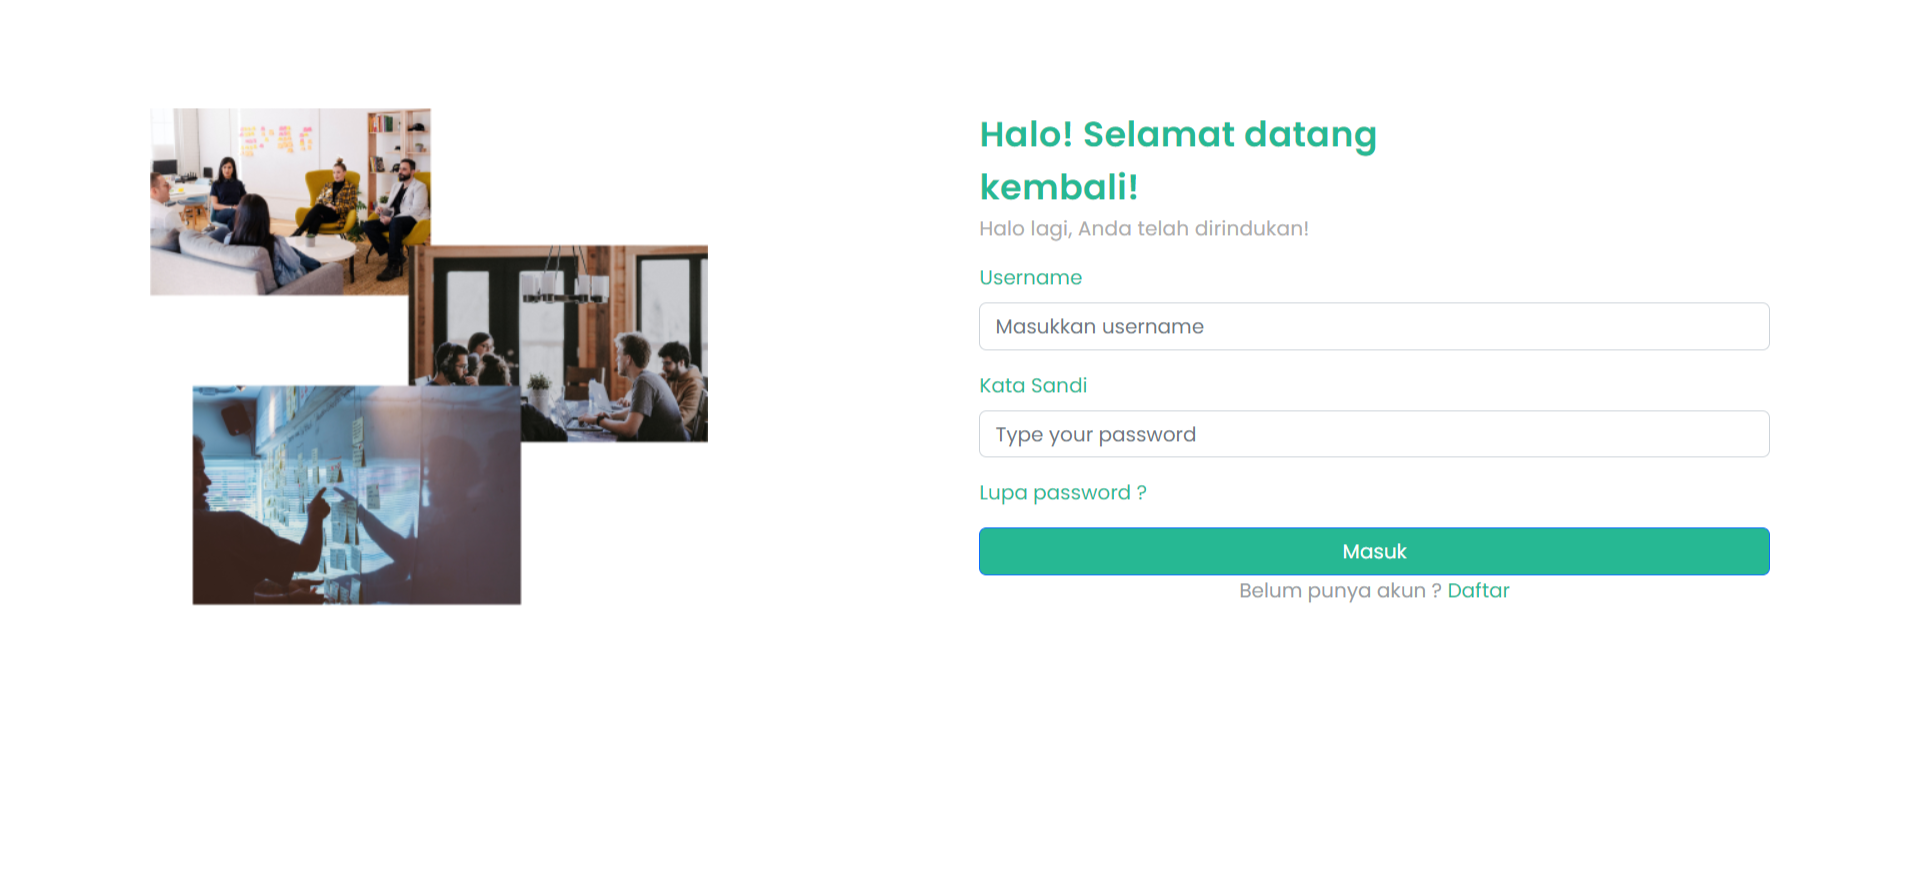 Halo! Selamat datang
kembali!
Halo lagi, Anda telah dirindukan!
Username
Masukkan username
Kata Sandi
Type your password
Lupa password ?
Masuk
Belum punya akun ? Daftar